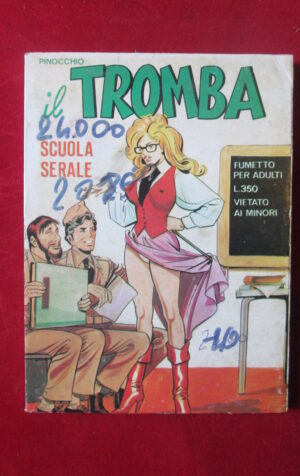 PINOCCHIO
il TROMBA
24.000
SCUOLA
SERALE
FUMETTO
PER ADULTI
L.350
VIETATO
AI MINORI